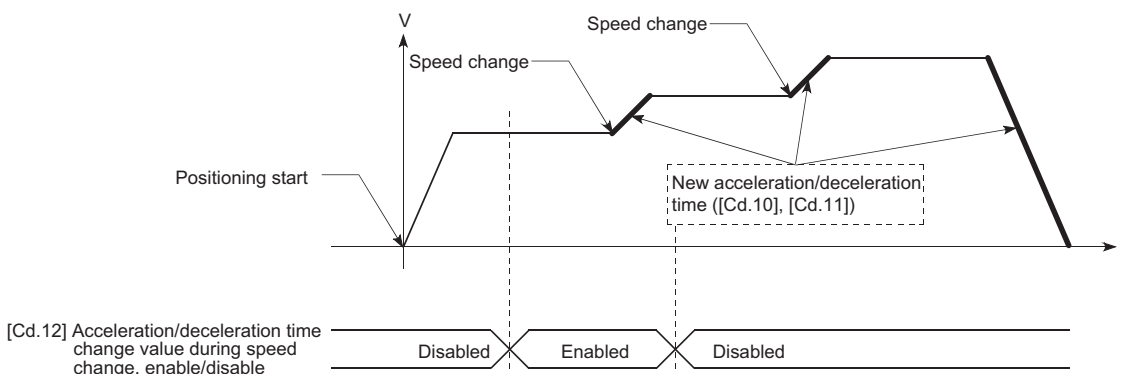 V
Speed change
Speed change
Positioning start
New acceleration/deceleration
time ([Cd.10], [Cd.11])
[Cd.12] Acceleration/deceleration time
change value during speed
change, enable/disable
Disabled
Enabled
Disabled